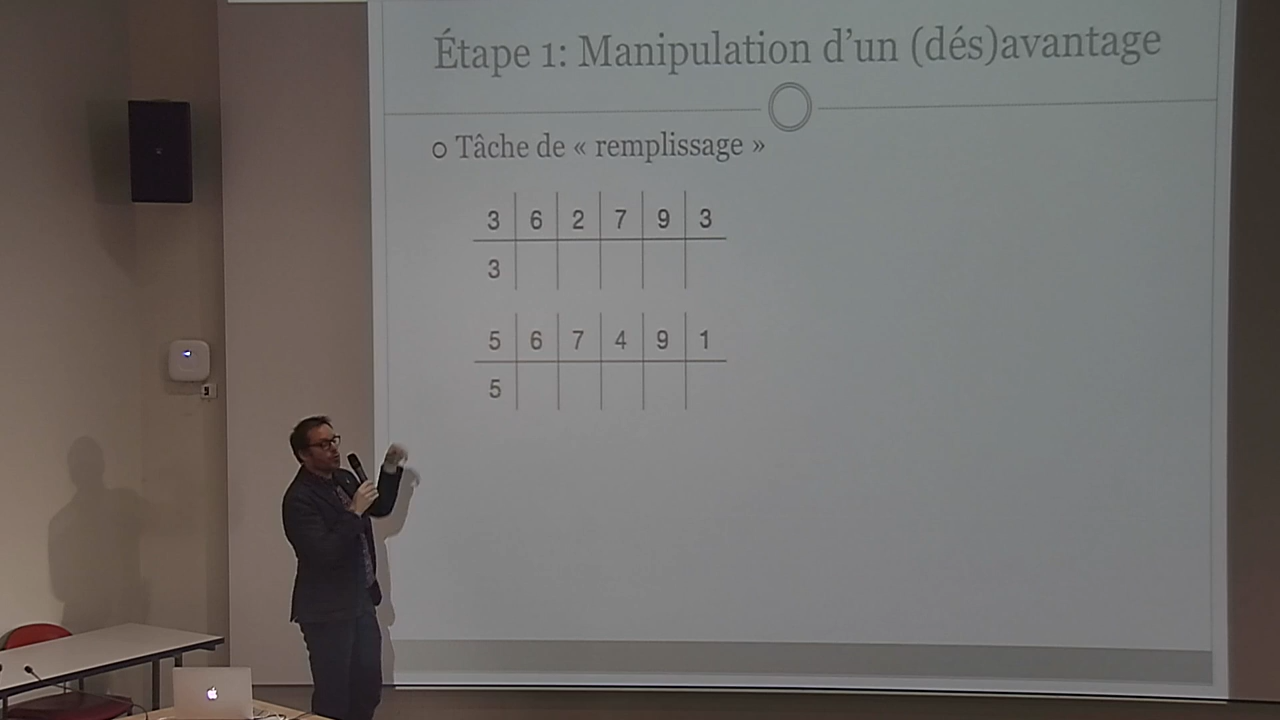 Étape 1: Manipulation d'un (dés)avantage
Tâche de « remplissage »
3 6 2 7 9 3
3
5 6 7 4 9 1
5